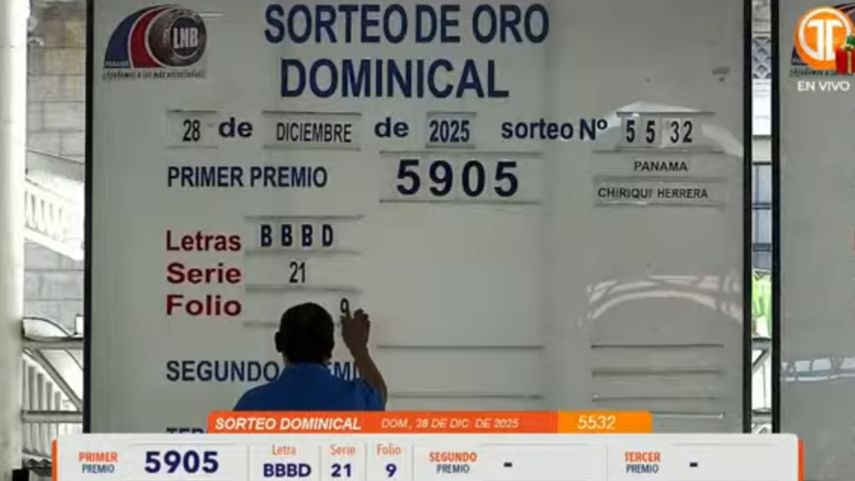 LNB
SORTEO DE ORO
DOMINICAL
EN VIVO
28 de DICIEMBRE de 2025 sorteo Nº 5532
PRIMER PREMIO 5905
PANAMA
CHIRIQUI HERRERA
Letras BBBD
Serie 21
Folio 9
SEGUNDO
SORTEO DOMINICAL DOM., 28 DE DIC. DE 2025 5532
PRIMER PREMIO 5905 Letra BBBD Serie 21 Folio 9 SEGUNDO PREMIO - TERCER PREMIO -